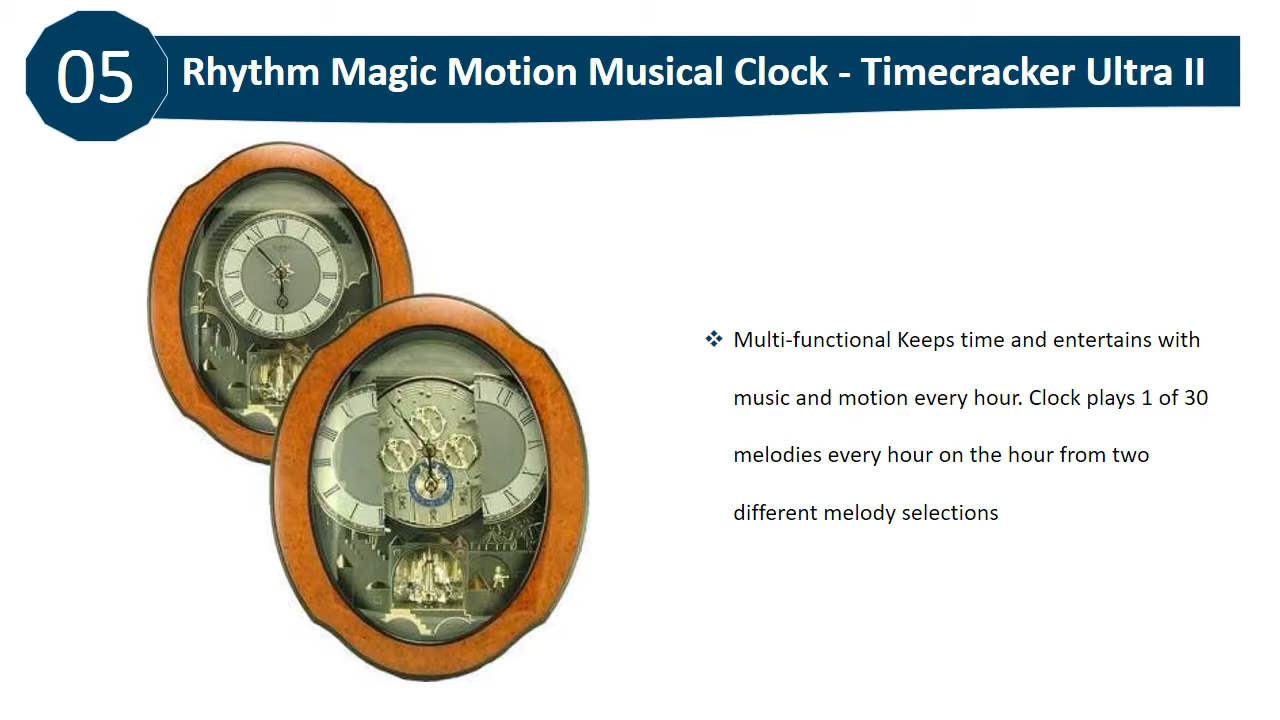 05
Rhythm Magic Motion Musical Clock - Timecracker Ultra II
❖ Multi-functional Keeps time and entertains with
music and motion every hour. Clock plays 1 of 30
melodies every hour on the hour from two
different melody selections